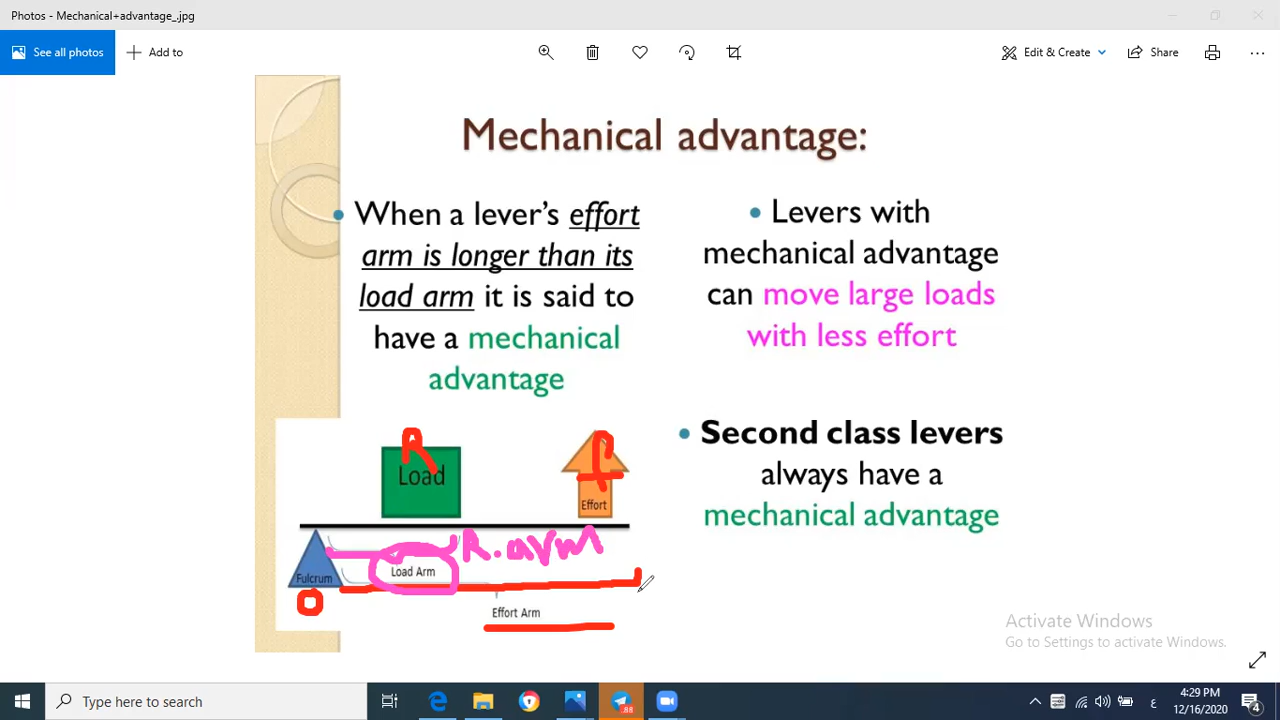 Photos - Mechanical+advantage_jpg
See all photos
Add to
Edit & Create
Share
Mechanical advantage:
When a lever's effort
arm is longer than its
load arm it is said to
have a mechanical
advantage
Levers with
mechanical advantage
can move large loads
with less effort
Second class levers
always have a
mechanical advantage
R
Load
Effort
R.arm
Fulcrum
Load Arm
O
Effort Arm
Activate Windows
Go to Settings to activate Windows.
Type here to search
88
ع
4:29 PM
12/16/2020
4